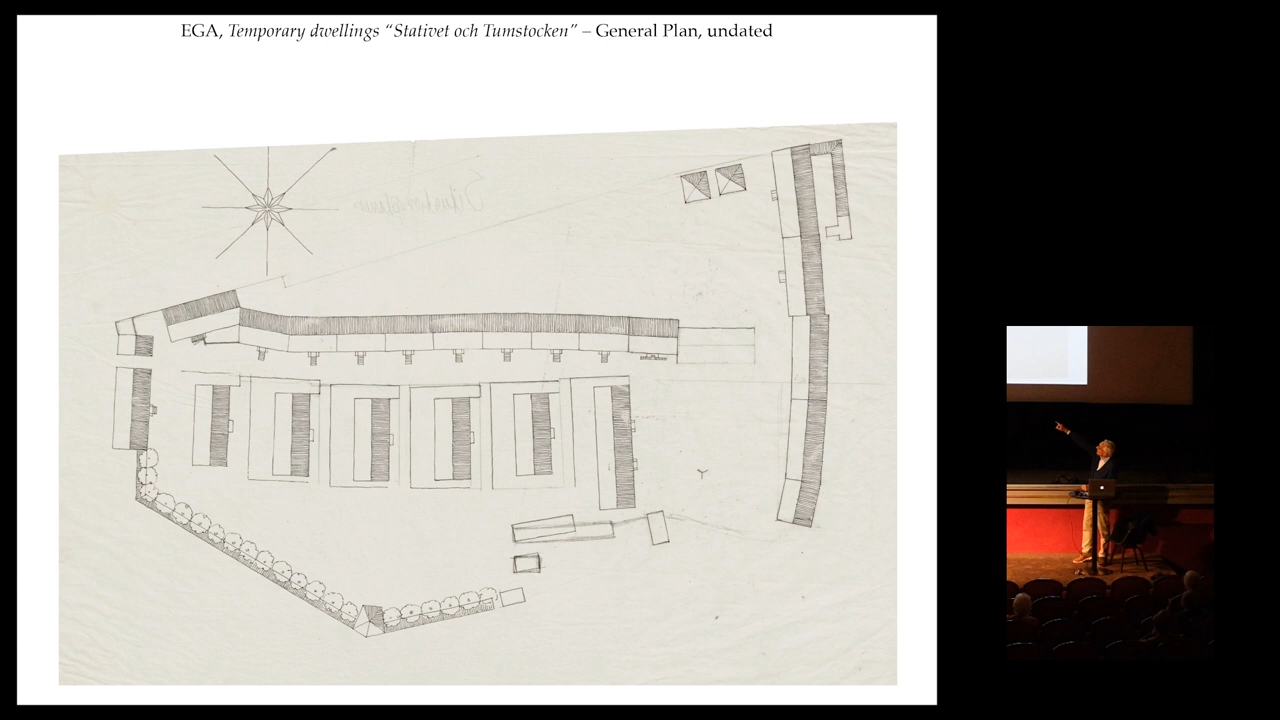 EGA, Temporary dwellings “Stativet och Tumstocken” – General Plan, undated